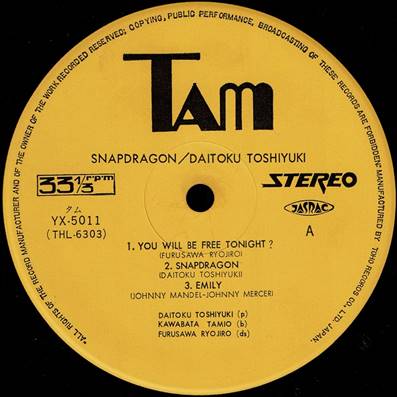 TAM
SNAPDRAGON/DAITOKU TOSHIYUKI
33 1/3 rpm
STEREO
タム
YX-5011
(THL-6303)
JASRAC
A
1. YOU WILL BE FREE TONIGHT?
(FURUSAWA RYOJIRO)
2. SNAPDRAGON
(DAITOKU TOSHIYUKI)
3. EMILY
(JOHNNY MANDEL-JOHNNY MERCER)
DAITOKU TOSHIYUKI (p)
KAWABATA TAMIO (b)
FURUSAWA RYOJIRO (ds)
*ALL RIGHTS OF THE RECORD MANUFACTURER AND OF THE OWNER OF THE WORK RECORDED RESERVED; COPYING, PUBLIC PERFORMANCE, BROADCASTING OF THESE RECORDS ARE FORBIDDEN* MANUFACTURED BY TOHO RECORDS CO., LTD. JAPAN.